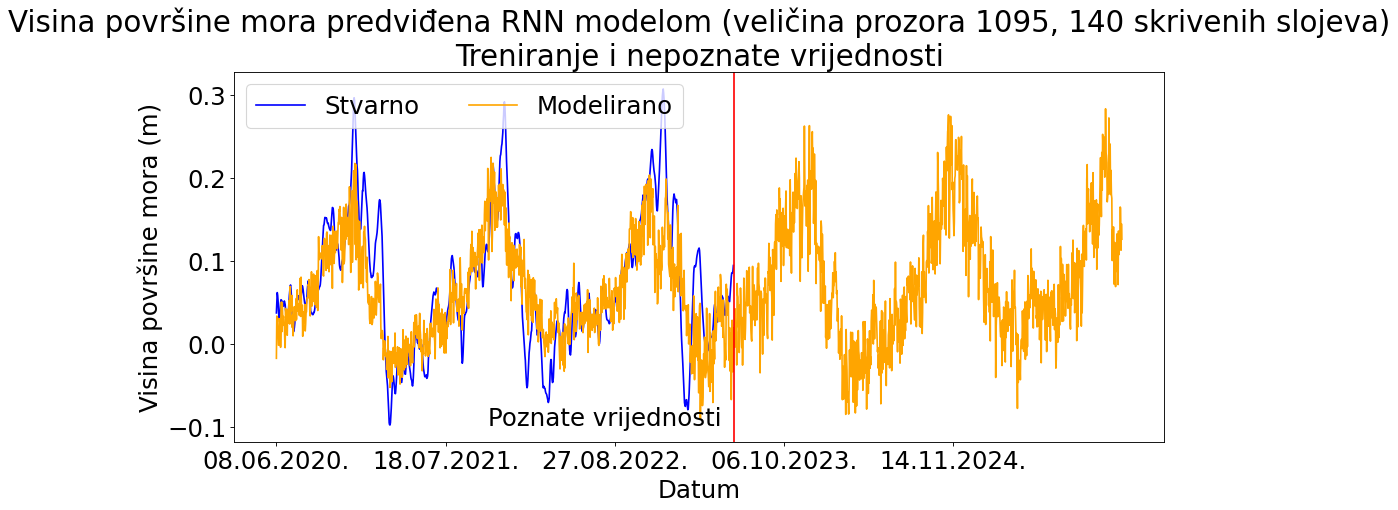 Visina površine mora predviđena RNN modelom (veličina prozora 1095, 140 skrivenih slojeva)
Treniranje i nepoznate vrijednosti
Stvarno Modelirano
Visina površine mora (m)
0.3
0.2
0.1
0.0
−0.1
Poznate vrijednosti
08.06.2020. 18.07.2021. 27.08.2022. 06.10.2023. 14.11.2024.
Datum